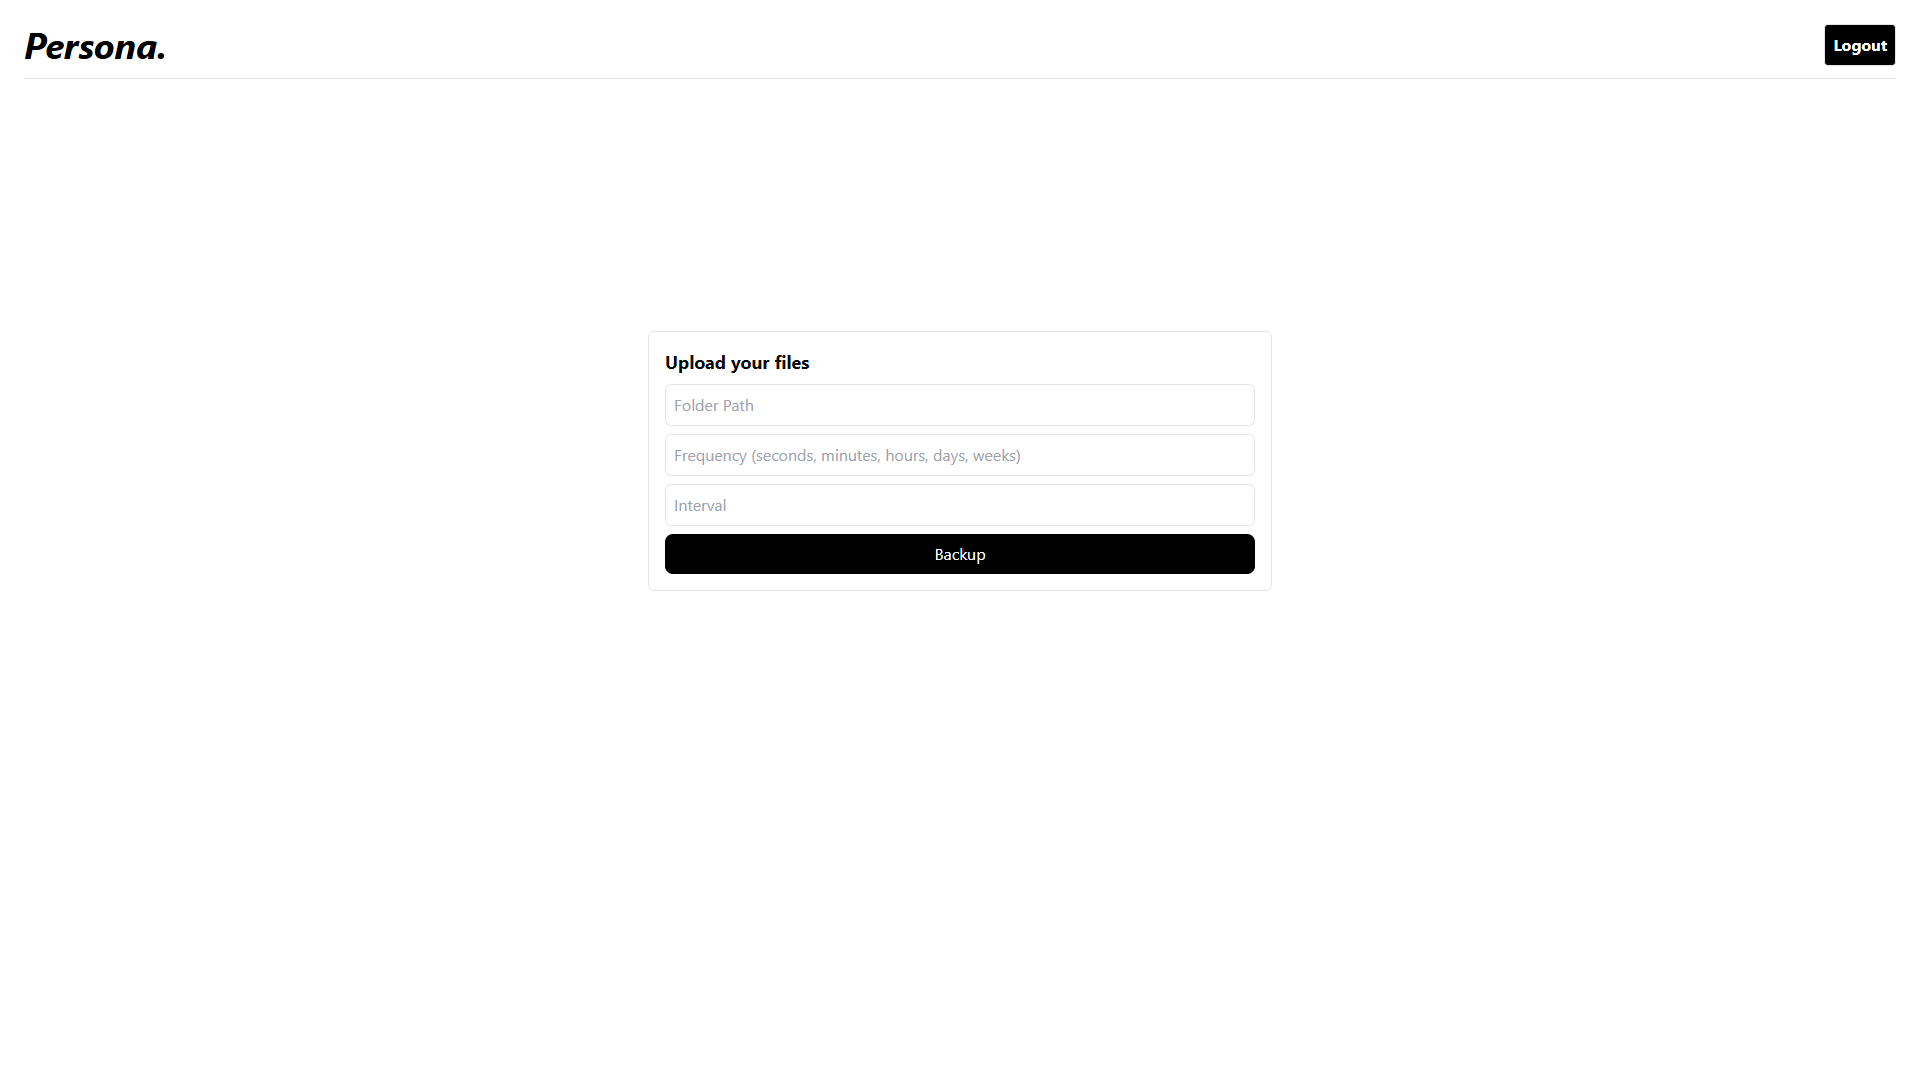 Persona.
Logout
Upload your files
Folder Path
Frequency (seconds, minutes, hours, days, weeks)
Interval
Backup